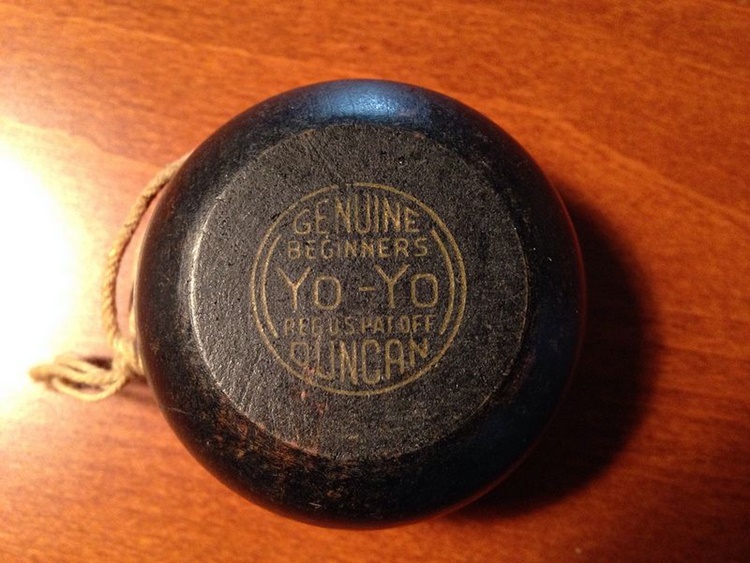 GENUINE
BEGINNERS
YO-YO
REG.U.S.PAT.OFF
DUNCAN